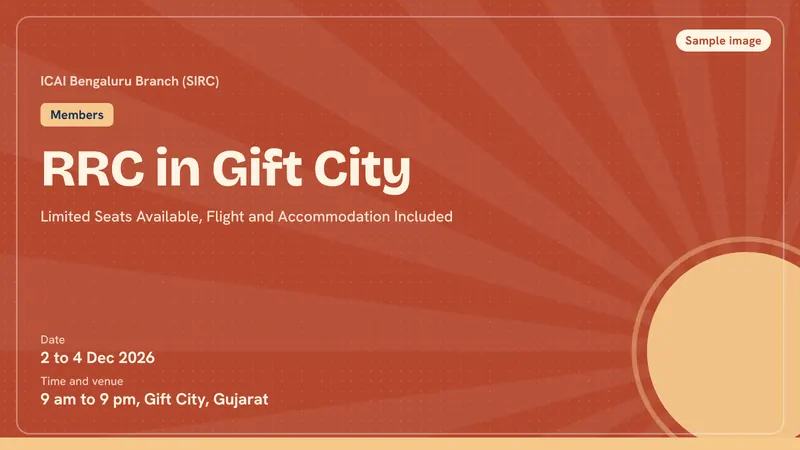 Sample image
ICAI Bengaluru Branch (SIRC)
Members
RRC in Gift City
Limited Seats Available, Flight and Accommodation Included
Date
2 to 4 Dec 2026
Time and venue
9 am to 9 pm, Gift City, Gujarat